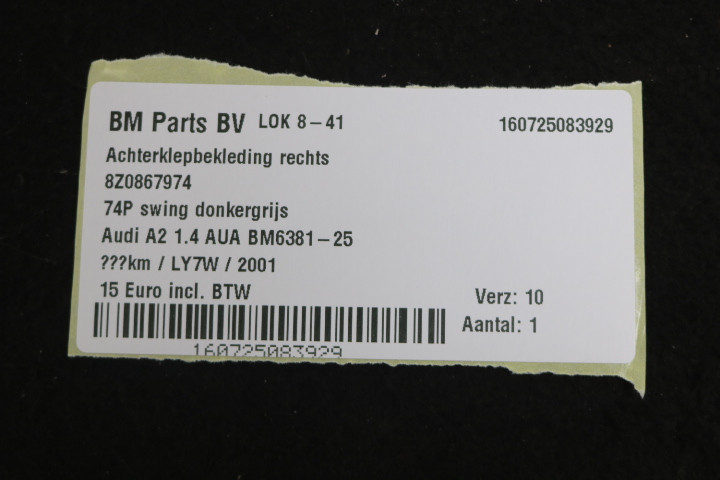 BM Parts BV LOK 8-41 160725083929
Achterklepbekleding rechts
8Z0867974
74P swing donkergrijs
Audi A2 1.4 AUA BM6381-25
???km / LY7W / 2001
15 Euro incl. BTW Verz: 10
Aantal: 1
160725083929